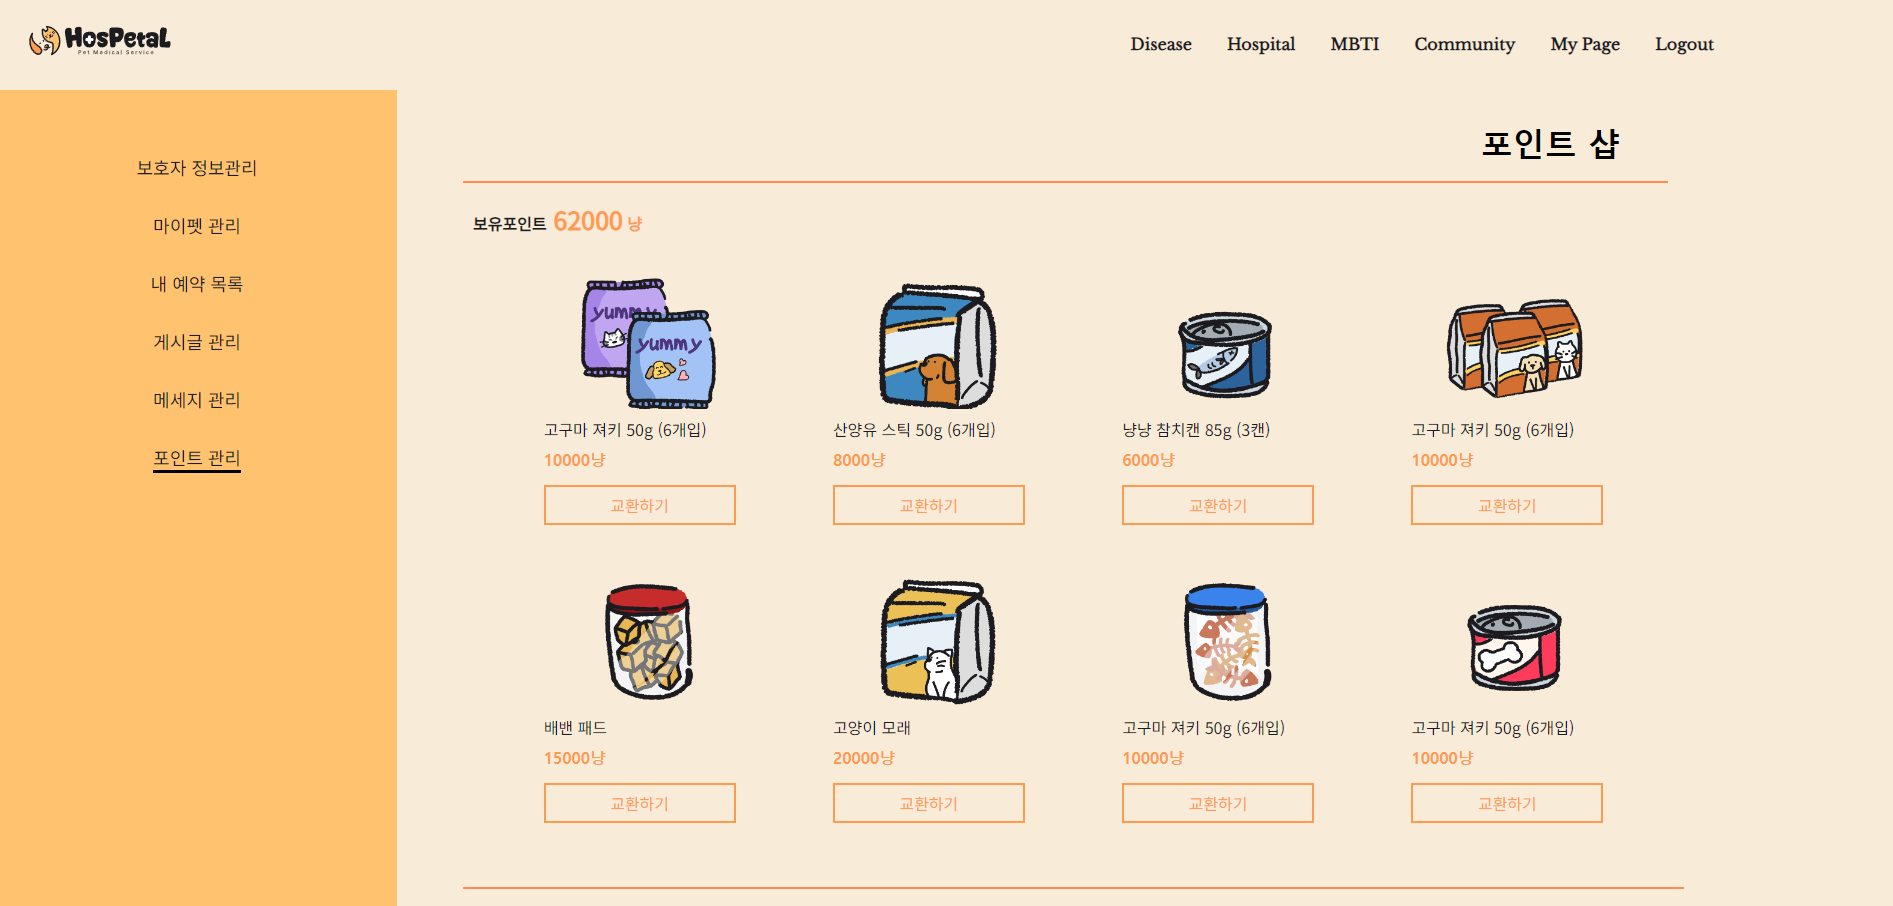 HosPetaL
Pet Medical Service
Disease Hospital MBTI Community My Page Logout
보호자 정보관리
마이펫 관리
내 예약 목록
게시글 관리
메세지 관리
포인트 관리
포인트 샵
보유포인트 62000 냥
yummy
yummy
고구마 져키 50g (6개입)
10000냥
교환하기
산양유 스틱 50g (6개입)
8000냥
교환하기
냥냥 참치캔 85g (3캔)
6000냥
교환하기
고구마 져키 50g (6개입)
10000냥
교환하기
배밴 패드
15000냥
교환하기
고양이 모래
20000냥
교환하기
고구마 져키 50g (6개입)
10000냥
교환하기
고구마 져키 50g (6개입)
10000냥
교환하기